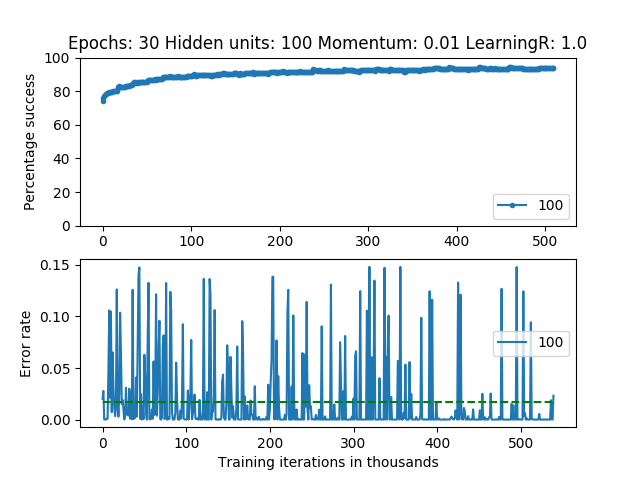 Epochs: 30 Hidden units: 100 Momentum: 0.01 LearningR: 1.0
100
80
60
40
20
0
Percentage success
100
0 100 200 300 400 500
0.15
0.10
0.05
0.00
Error rate
100
0 100 200 300 400 500
Training iterations in thousands